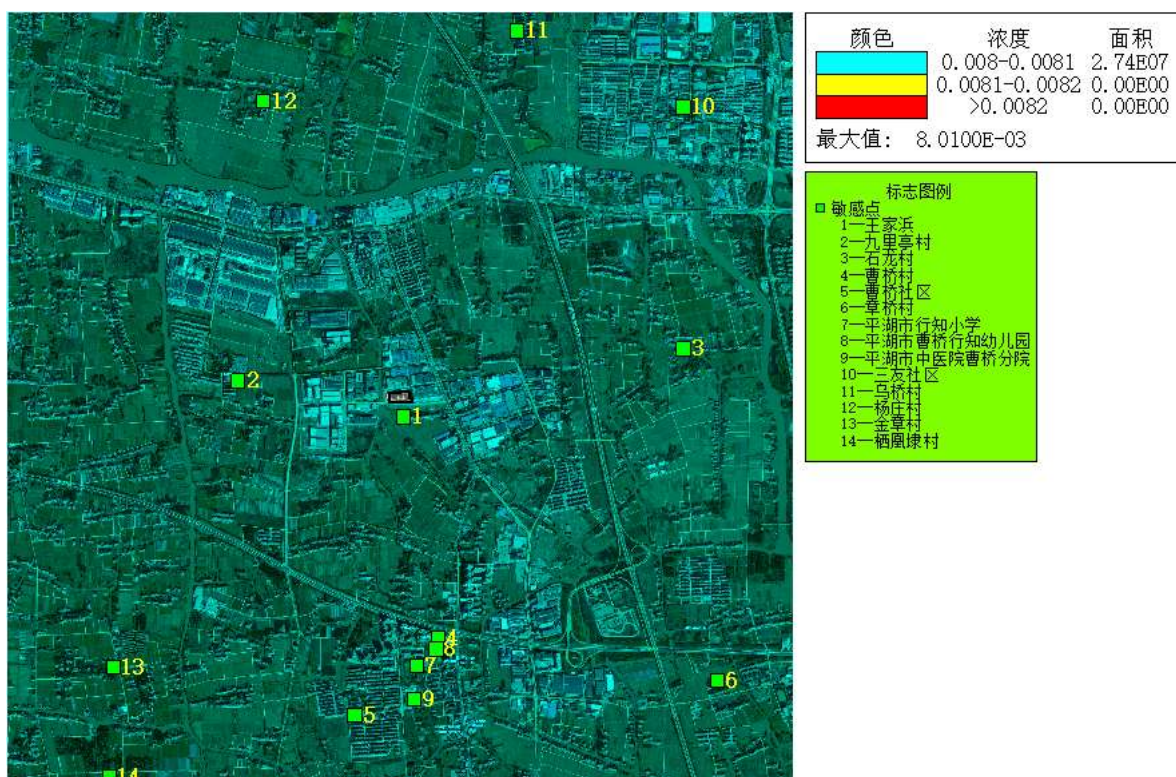 11
12
10
3
2
1
4
8
13
7
6
9
5
14
颜色 浓度 面积
0.008-0.0081 2.74E07
0.0081-0.0082 0.00E00
>0.0082 0.00E00
最大值: 8.0100E-03
标志图例
敏感点
1—王家浜
2—九里亭村
3—石龙村
4—曹桥村
5—曹桥社区
6—章桥村
7—平湖市行知小学
8—平湖市曹桥行知幼儿园
9—平湖市中医院曹桥分院
10—三友社区
11—马桥村
12—杨庄村
13—金章村
14—栖凰埭村